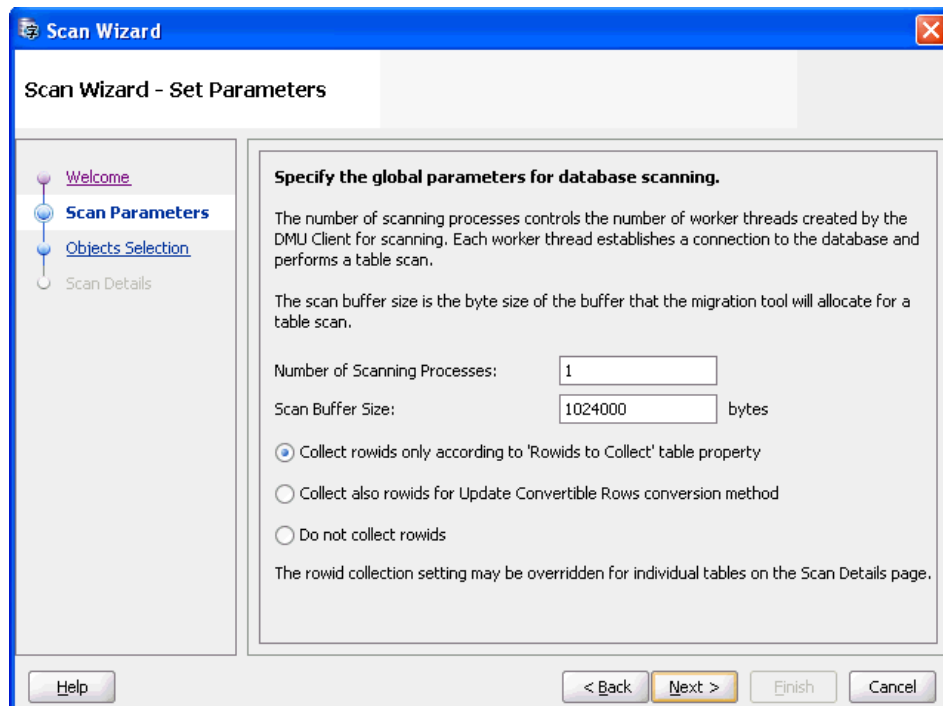 Scan Wizard
Scan Wizard - Set Parameters
Welcome
Scan Parameters
Objects Selection
Scan Details
Specify the global parameters for database scanning.
The number of scanning processes controls the number of worker threads created by the
DMU Client for scanning. Each worker thread establishes a connection to the database and
performs a table scan.
The scan buffer size is the byte size of the buffer that the migration tool will allocate for a
table scan.
Number of Scanning Processes: 1
Scan Buffer Size: 1024000 bytes
Collect rowids only according to 'Rowids to Collect' table property
Collect also rowids for Update Convertible Rows conversion method
Do not collect rowids
The rowid collection setting may be overridden for individual tables on the Scan Details page.
Help < Back Next > Finish Cancel